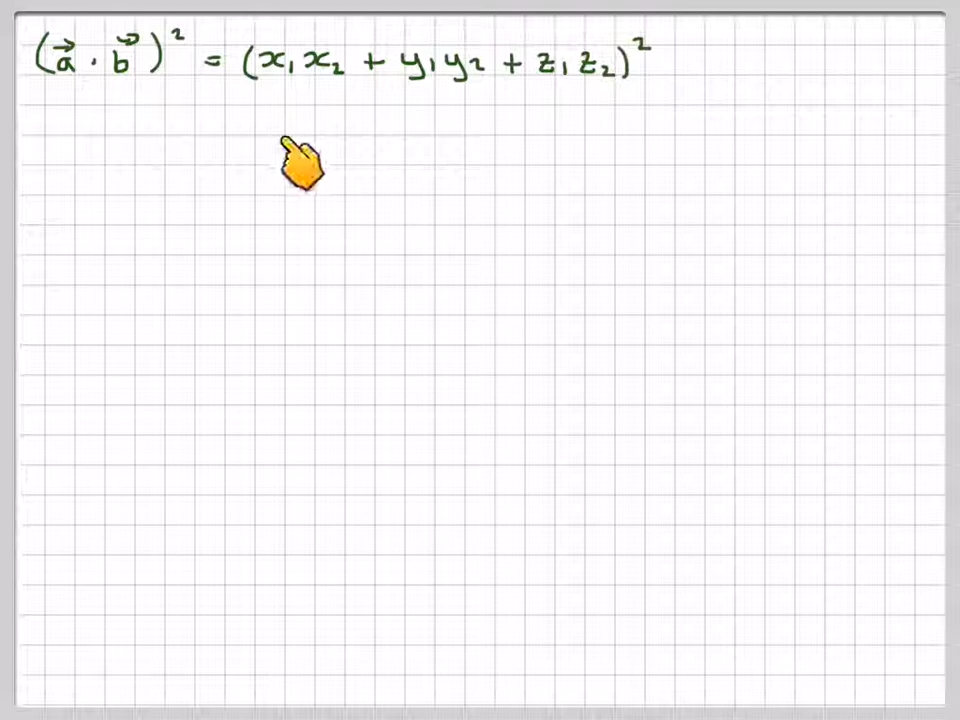 (a⃗ · b⃗)² = (x₁x₂ + y₁y₂ + z₁z₂)²